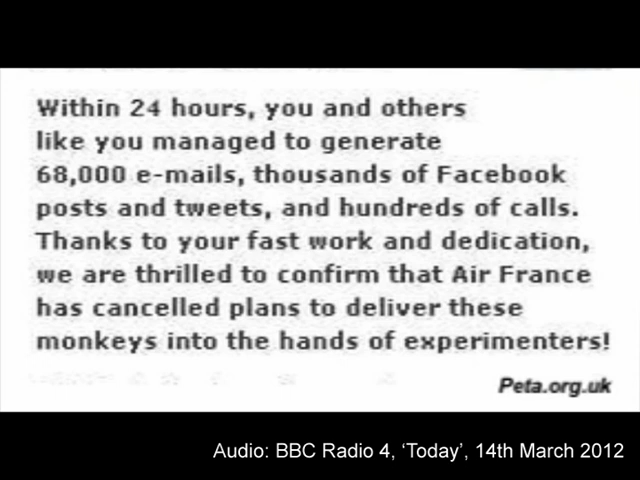 Within 24 hours, you and others
like you managed to generate
68,000 e-mails, thousands of Facebook
posts and tweets, and hundreds of calls.
Thanks to your fast work and dedication,
we are thrilled to confirm that Air France
has cancelled plans to deliver these
monkeys into the hands of experimenters!
Peta.org.uk
Audio: BBC Radio 4, ‘Today’, 14th March 2012